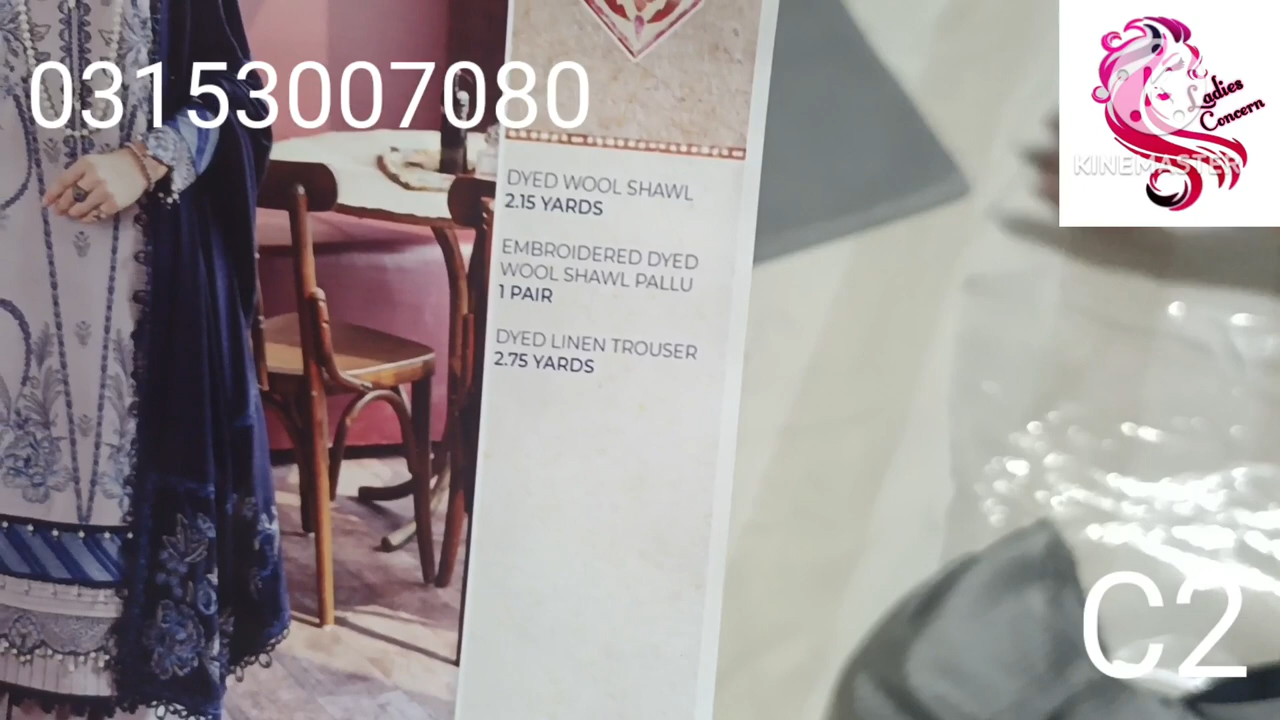 03153007080
Ladies
Concern
KINEMASTER
DYED WOOL SHAWL
2.15 YARDS
EMBROIDERED DYED
WOOL SHAWL PALLU
1 PAIR
DYED LINEN TROUSER
2.75 YARDS
C2